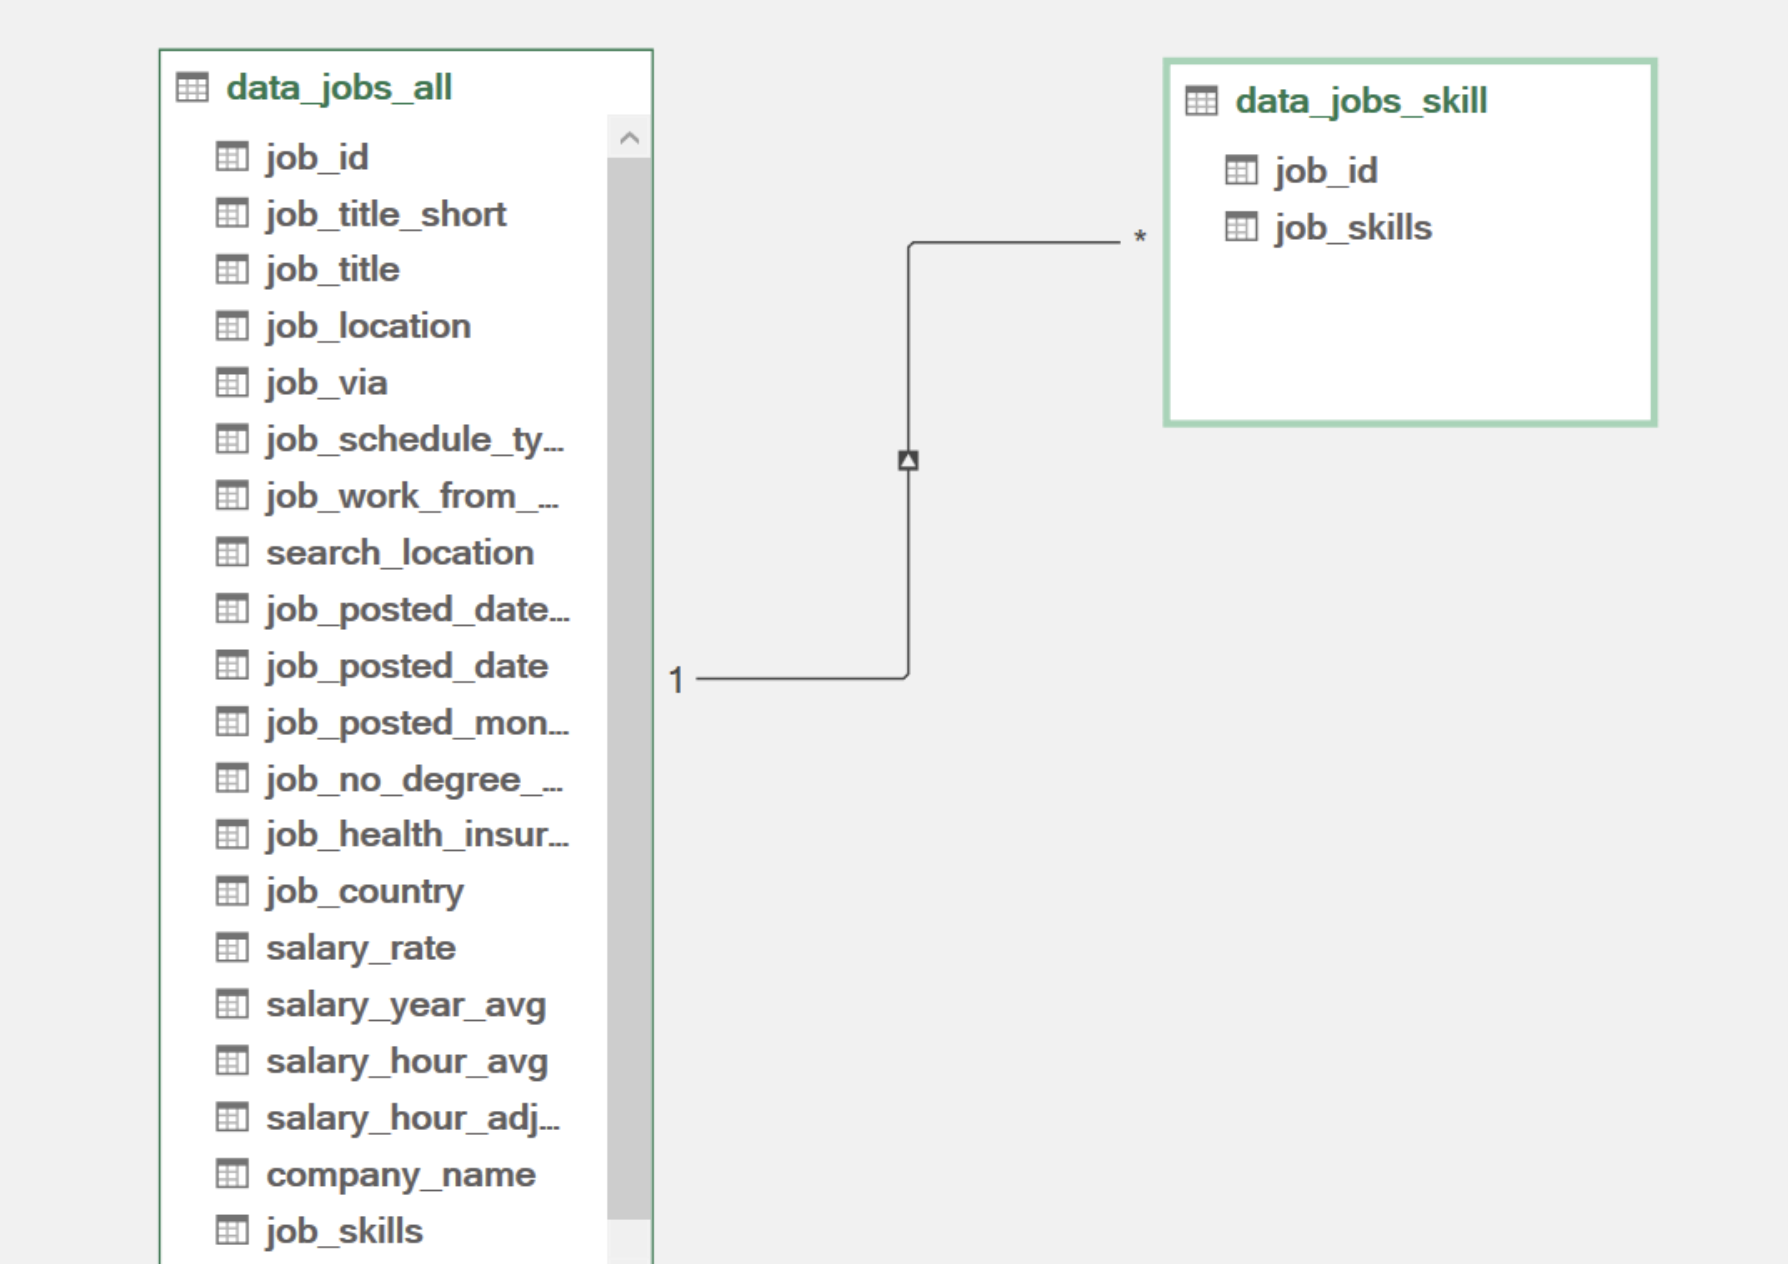 data_jobs_all
job_id
job_title_short
job_title
job_location
job_via
job_schedule_ty...
job_work_from_...
search_location
job_posted_date...
job_posted_date
job_posted_mon...
job_no_degree_...
job_health_insur...
job_country
salary_rate
salary_year_avg
salary_hour_avg
salary_hour_adj...
company_name
job_skills
1
*
data_jobs_skill
job_id
job_skills